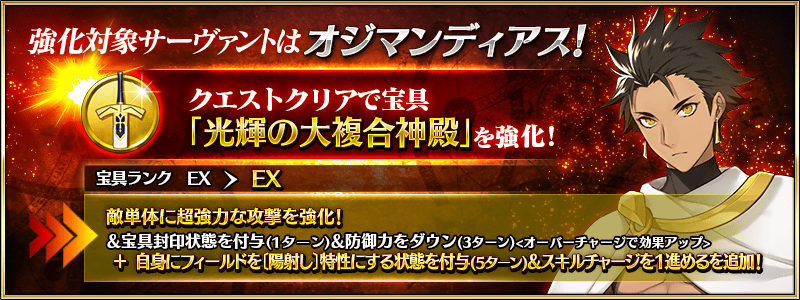 強化対象サーヴァントはオジマンディアス!
クエストクリアで宝具
「光輝の大複合神殿」を強化!
宝具ランク EX > EX
敵単体に超強力な攻撃を強化!
&宝具封印状態を付与(1ターン)&防御力をダウン(3ターン)<オーバーチャージで効果アップ>
+ 自身にフィールドを〔陽射し〕特性にする状態を付与(5ターン)&スキルチャージを1進めるを追加!